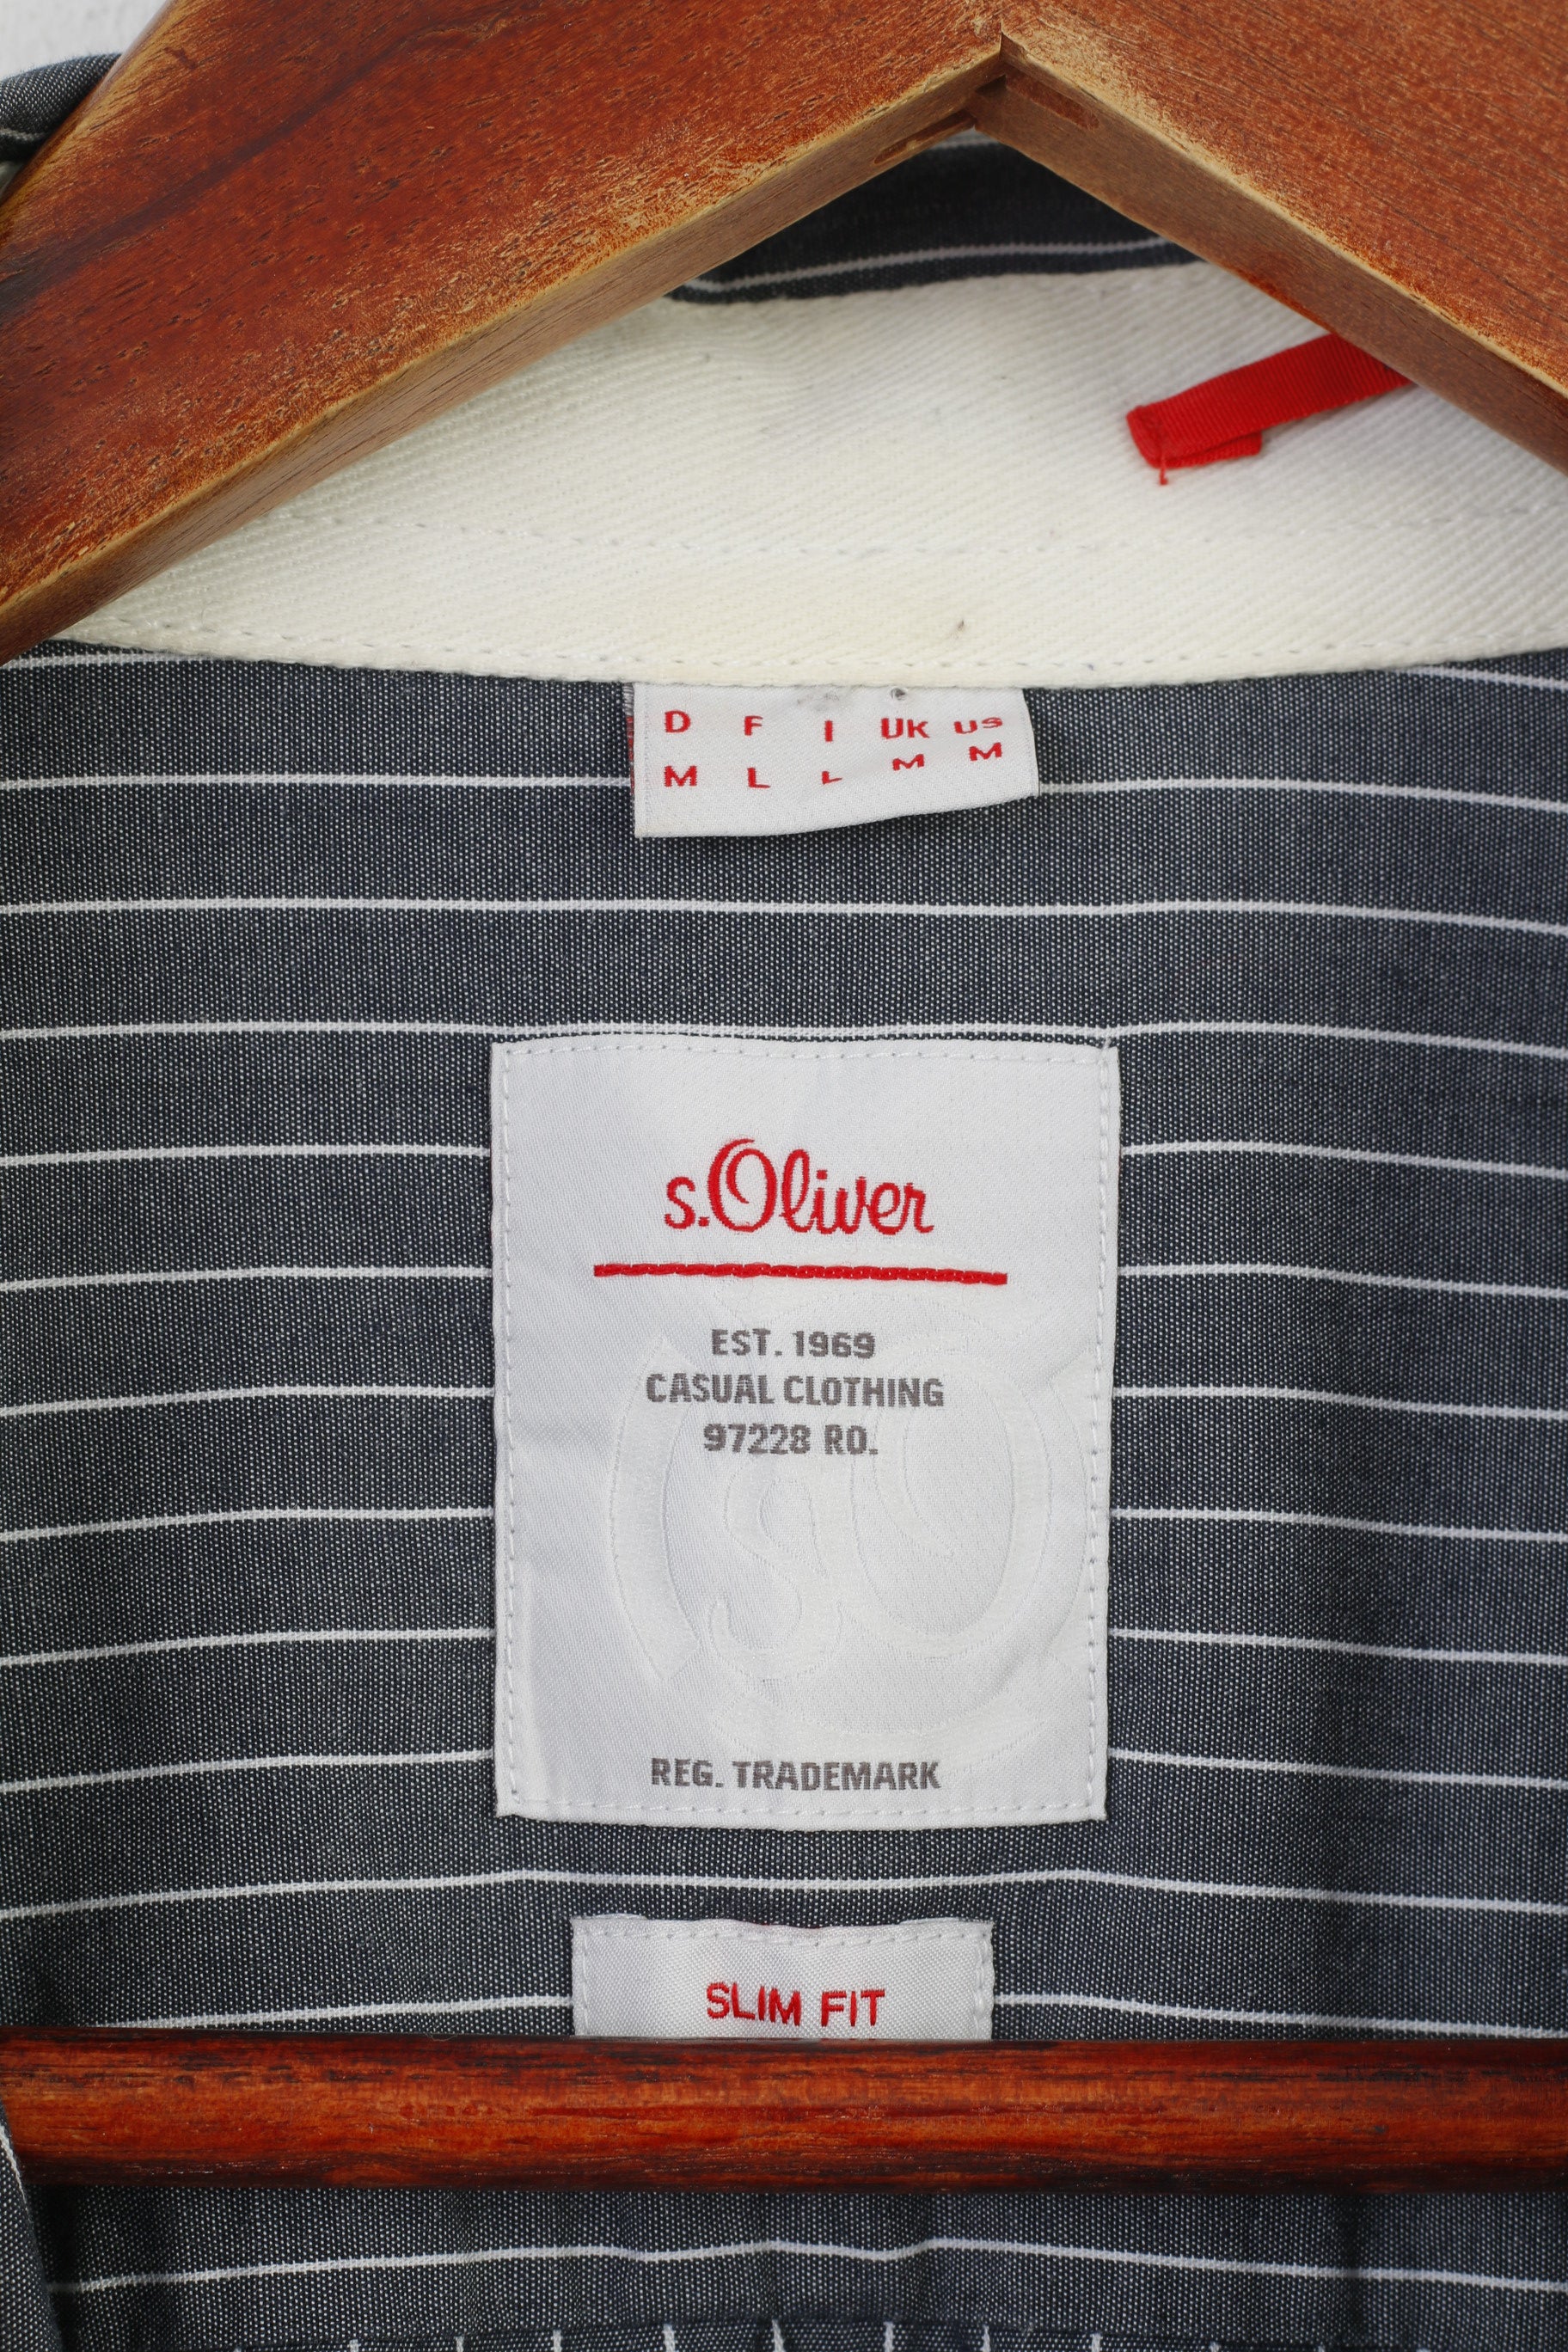 D F I UK US
M L L M M
s.Oliver
EST. 1969
CASUAL CLOTHING
97228 RO.
REG. TRADEMARK
SLIM FIT